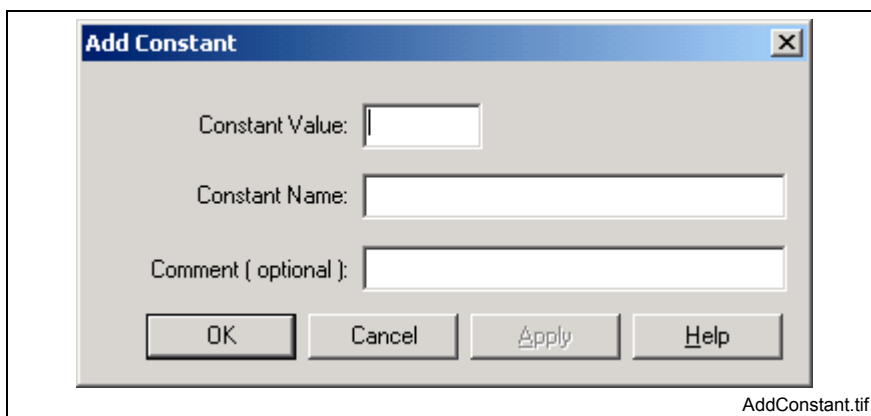 Add Constant
Constant Value:
Constant Name:
Comment ( optional ):
OK Cancel Apply Help
AddConstant.tif